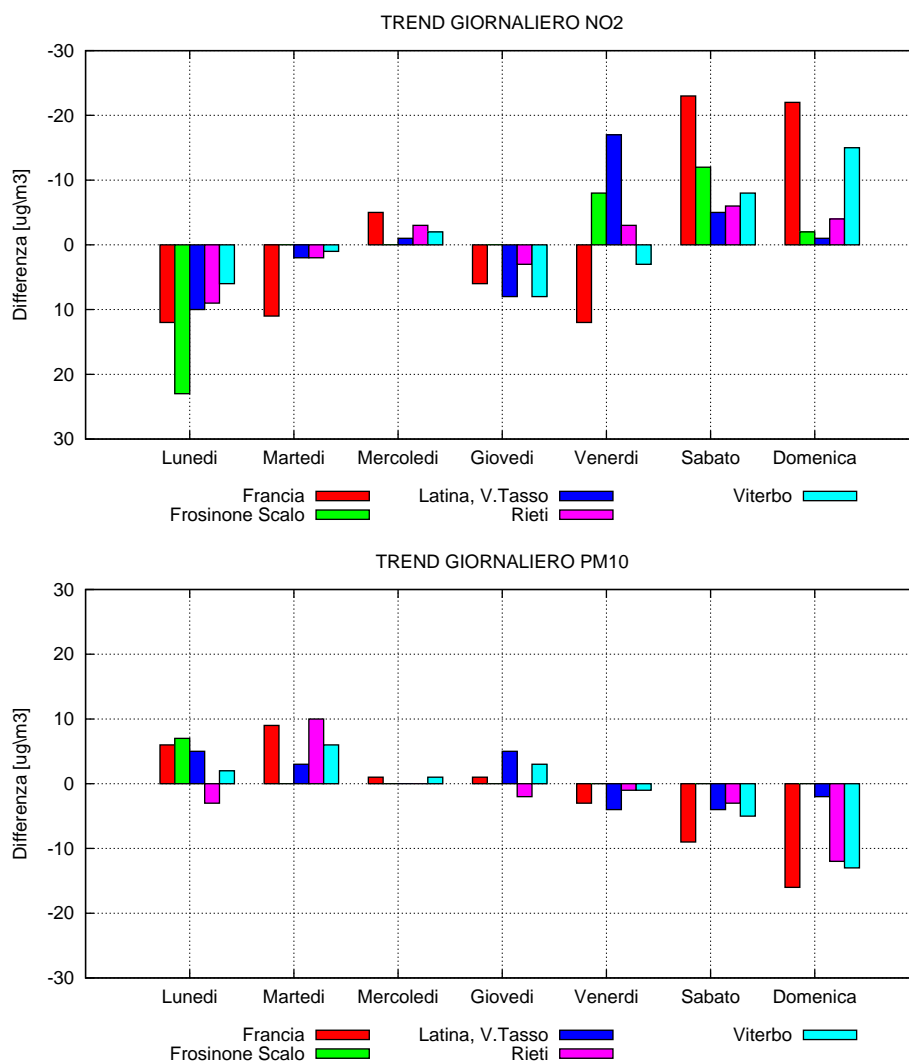 TREND GIORNALIERO NO2
-30
-20
-10
0
10
20
30
Differenza [ug\m3]
Lunedi Martedi Mercoledi Giovedi Venerdi Sabato Domenica
Francia Latina, V.Tasso Viterbo
Frosinone Scalo Rieti
TREND GIORNALIERO PM10
30
20
10
0
-10
-20
-30
Differenza [ug\m3]
Lunedi Martedi Mercoledi Giovedi Venerdi Sabato Domenica
Francia Latina, V.Tasso Viterbo
Frosinone Scalo Rieti